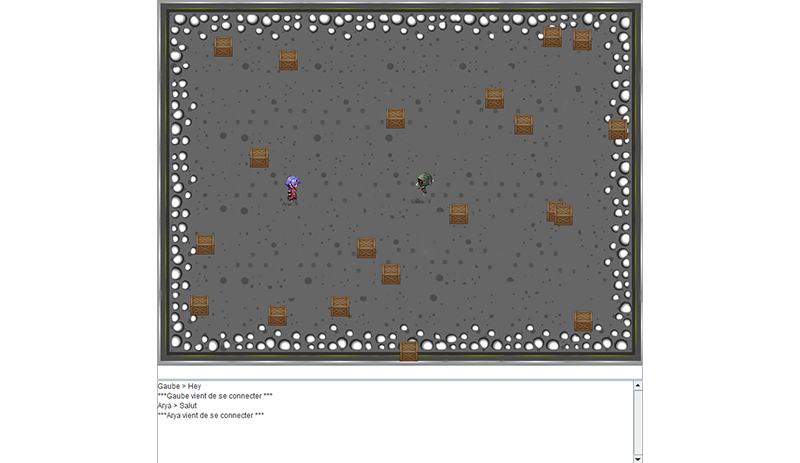 Gaube > Hey
***Gaube vient de se connecter ***
Arya > Salut
***Arya vient de se connecter ***